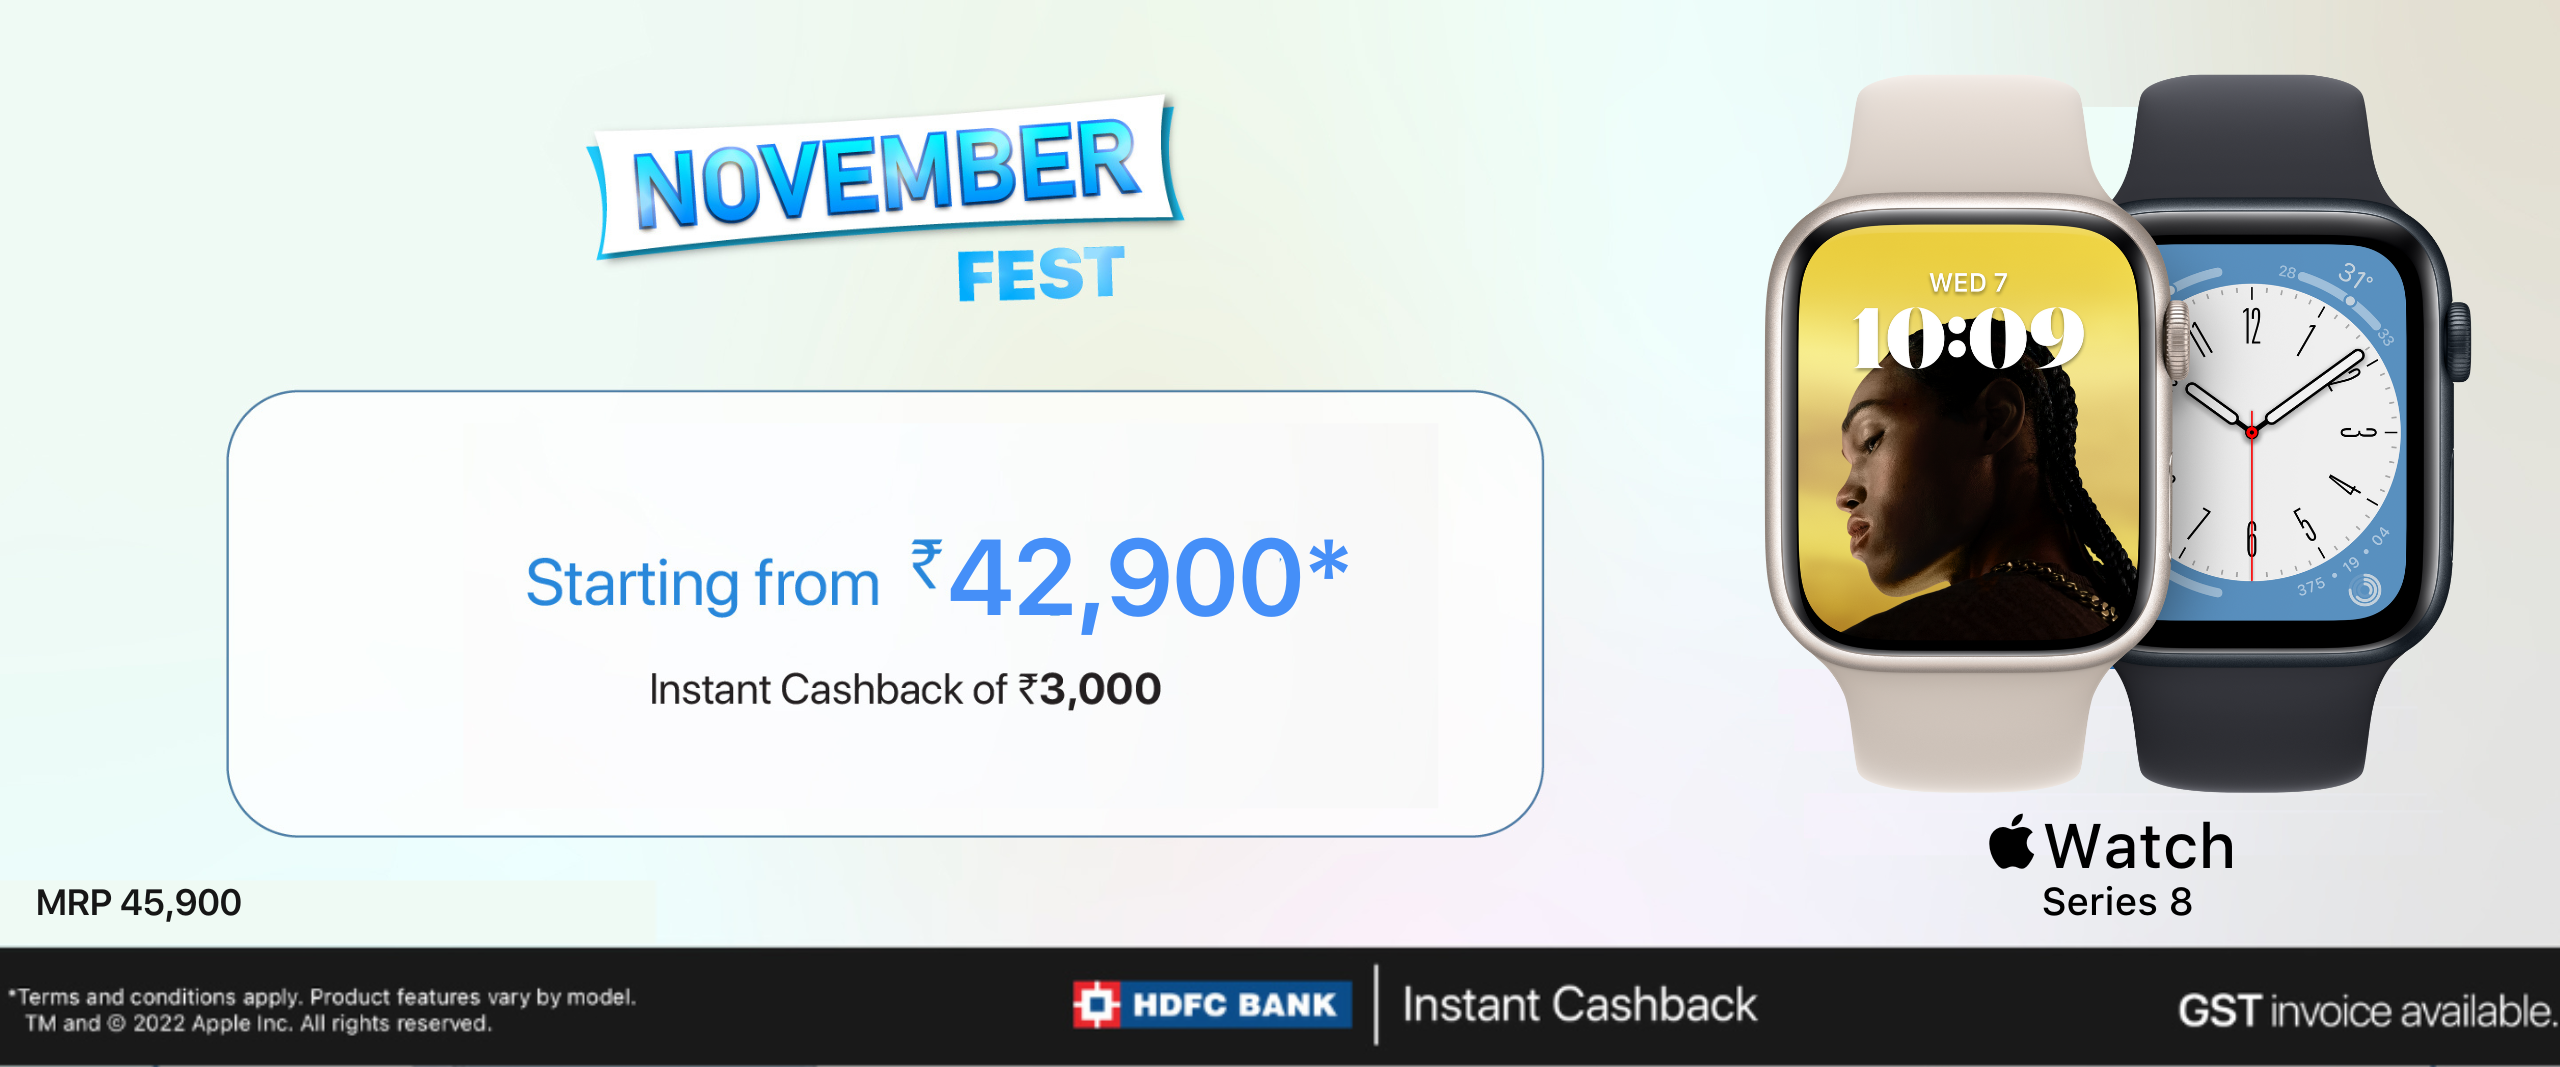 NOVEMBER
FEST
Starting from ₹42,900*
Instant Cashback of ₹3,000
WED 7
10:09
28
31°
33
12
1
2
3
4
5
6
7
11
375 • 19 • 04
Watch
Series 8
MRP 45,900
*Terms and conditions apply. Product features vary by model.
TM and © 2022 Apple Inc. All rights reserved.
HDFC BANK
Instant Cashback
GST invoice available.